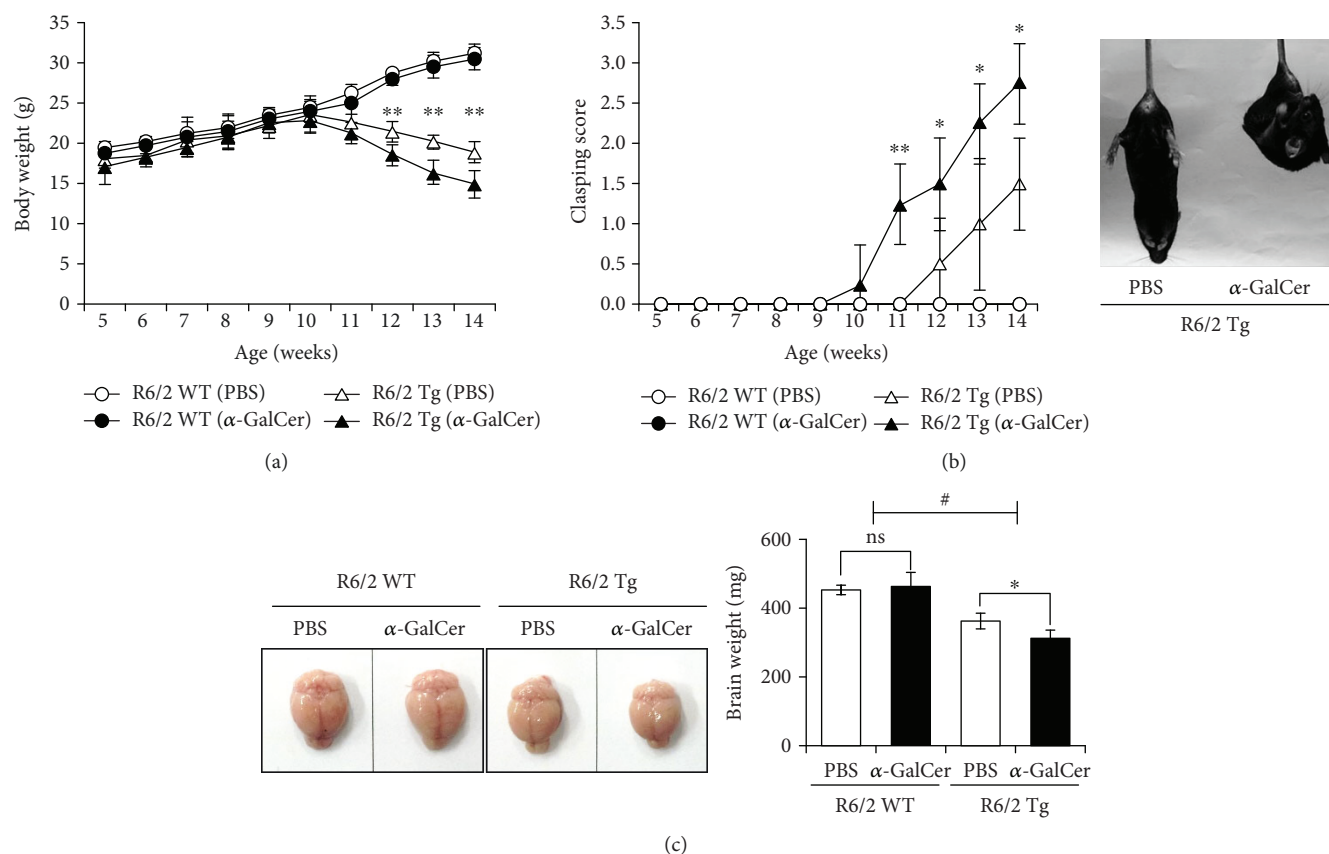 35
30
25
20
15
10
5
0
Body weight (g)
** ** **
5 6 7 8 9 10 11 12 13 14
Age (weeks)
R6/2 WT (PBS)
R6/2 WT (α-GalCer)
R6/2 Tg (PBS)
R6/2 Tg (α-GalCer)
(a)
3.5
3.0
2.5
2.0
1.5
1.0
0.5
0.0
Clasping score
** * * *
5 6 7 8 9 10 11 12 13 14
Age (weeks)
R6/2 WT (PBS)
R6/2 WT (α-GalCer)
R6/2 Tg (PBS)
R6/2 Tg (α-GalCer)
PBS α-GalCer
R6/2 Tg
(b)
R6/2 WT R6/2 Tg
PBS α-GalCer PBS α-GalCer
#
ns
*
600
400
200
0
Brain weight (mg)
PBS α-GalCer PBS α-GalCer
R6/2 WT R6/2 Tg
(c)